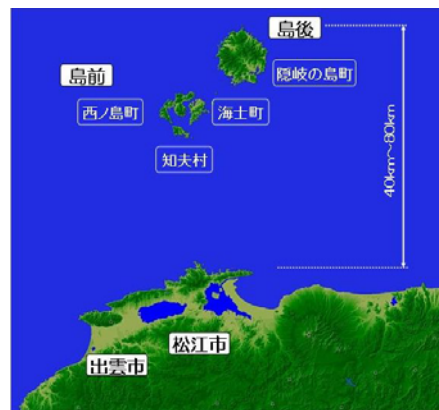 島後
島前
隠岐の島町
西ノ島町
海士町
知夫村
40km～80km
松江市
出雲市